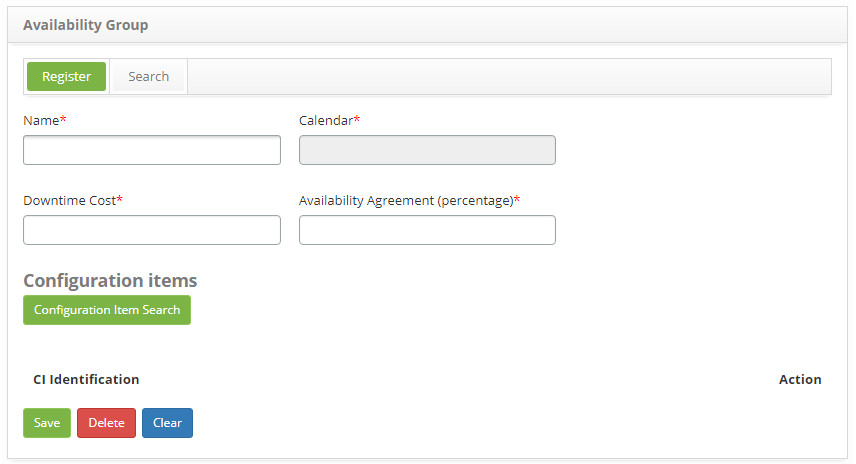 Availability Group
Register Search
Name* Calendar*
Downtime Cost* Availability Agreement (percentage)*
Configuration items
Configuration Item Search
CI Identification Action
Save Delete Clear